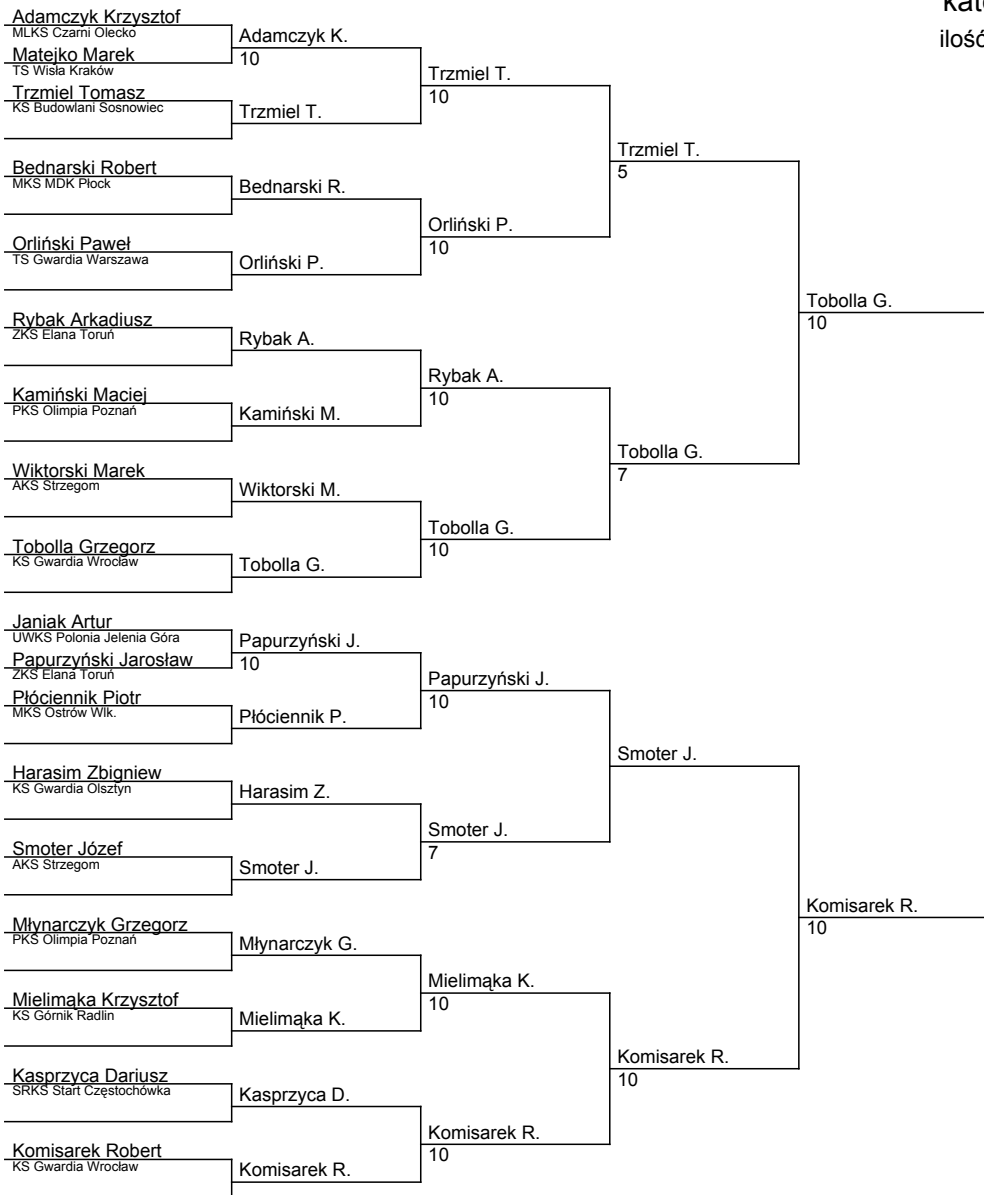 kate
ilość
Adamczyk Krzysztof
MLKS Czarni Olecko
Matejko Marek
TS Wisła Kraków
Trzmiel Tomasz
KS Budowlani Sosnowiec
Bednarski Robert
MKS MDK Płock
Orliński Paweł
TS Gwardia Warszawa
Rybak Arkadiusz
ZKS Elana Toruń
Kamiński Maciej
PKS Olimpia Poznań
Wiktorski Marek
AKS Strzegom
Tobolla Grzegorz
KS Gwardia Wrocław
Janiak Artur
UWKS Polonia Jelenia Góra
Papurzyński Jarosław
ZKS Elana Toruń
Płóciennik Piotr
MKS Ostrów Wlk.
Harasim Zbigniew
KS Gwardia Olsztyn
Smoter Józef
AKS Strzegom
Młynarczyk Grzegorz
PKS Olimpia Poznań
Mielimąka Krzysztof
KS Górnik Radlin
Kasprzyca Dariusz
SRKS Start Częstochówka
Komisarek Robert
KS Gwardia Wrocław
Adamczyk K.
10
Trzmiel T.
Bednarski R.
Orliński P.
Rybak A.
Kamiński M.
Wiktorski M.
Tobolla G.
Papurzyński J.
10
Płóciennik P.
Harasim Z.
Smoter J.
Młynarczyk G.
Mielimąka K.
Kasprzyca D.
Komisarek R.
Trzmiel T.
10
Orliński P.
10
Rybak A.
10
Tobolla G.
10
Papurzyński J.
10
Smoter J.
7
Mielimąka K.
10
Komisarek R.
10
Trzmiel T.
5
Tobolla G.
7
Smoter J.
Komisarek R.
10
Tobolla G.
10
Komisarek R.
10